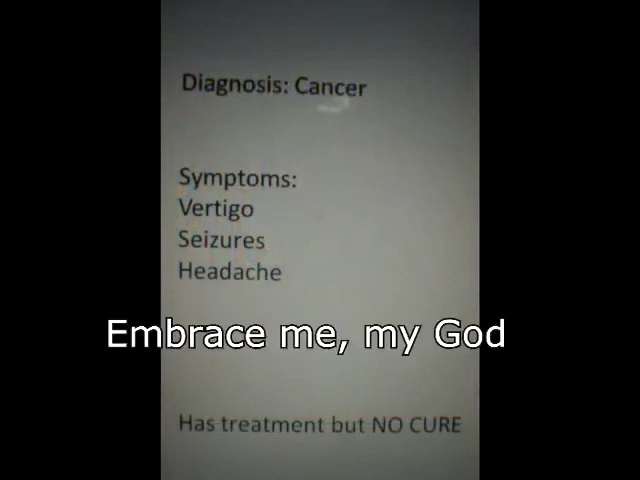 Diagnosis: Cancer
Symptoms:
Vertigo
Seizures
Headache
Embrace me, my God
Has treatment but NO CURE